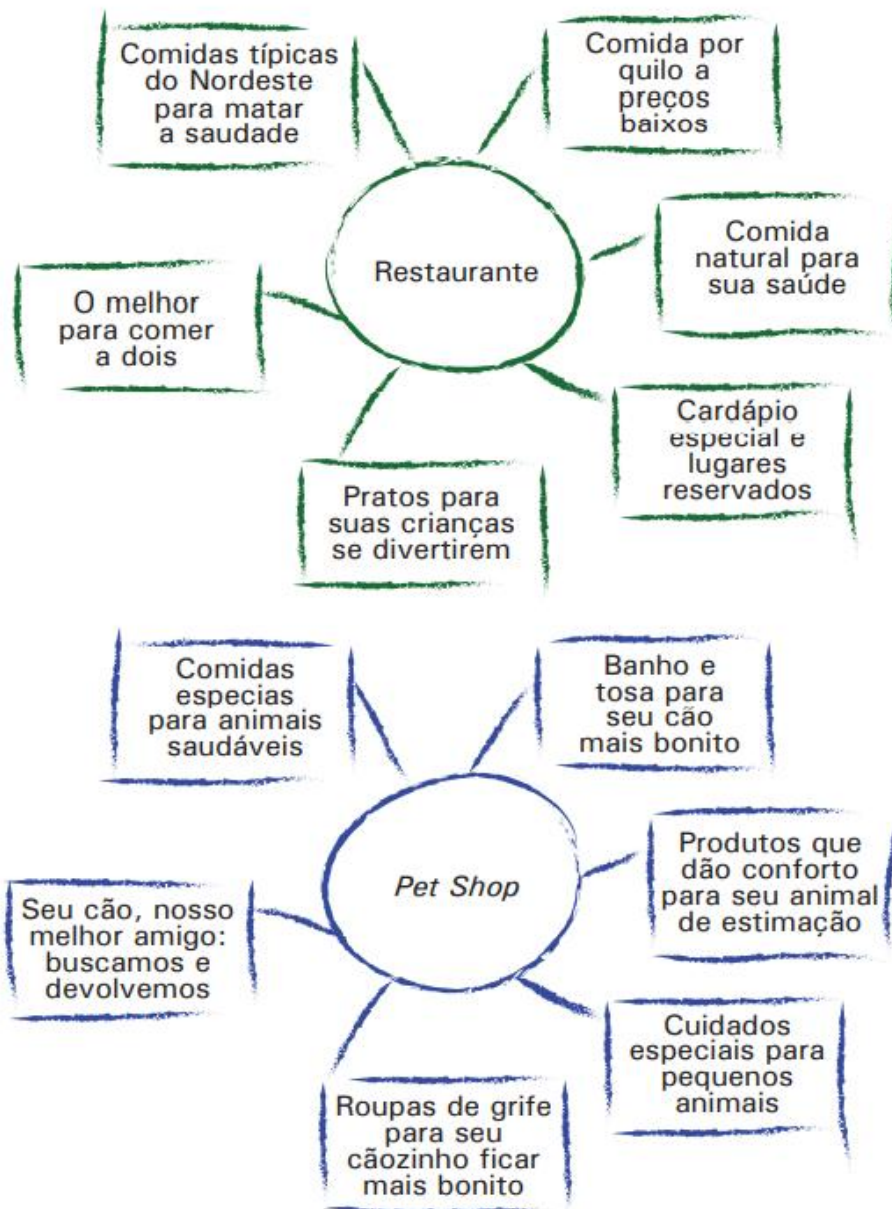 Comidas típicas
do Nordeste
para matar
a saudade
Comida por
quilo a
preços
baixos
Restaurante
Comida
natural para
sua saúde
O melhor
para comer
a dois
Cardápio
especial e
lugares
reservados
Pratos para
suas crianças
se divertirem
Comidas
especias
para animais
saudáveis
Banho e
tosa para
seu cão
mais bonito
Pet Shop
Produtos que
dão conforto
para seu animal
de estimação
Seu cão, nosso
melhor amigo:
buscamos e
devolvemos
Cuidados
especiais para
pequenos
animais
Roupas de grife
para seu
cãozinho ficar
mais bonito